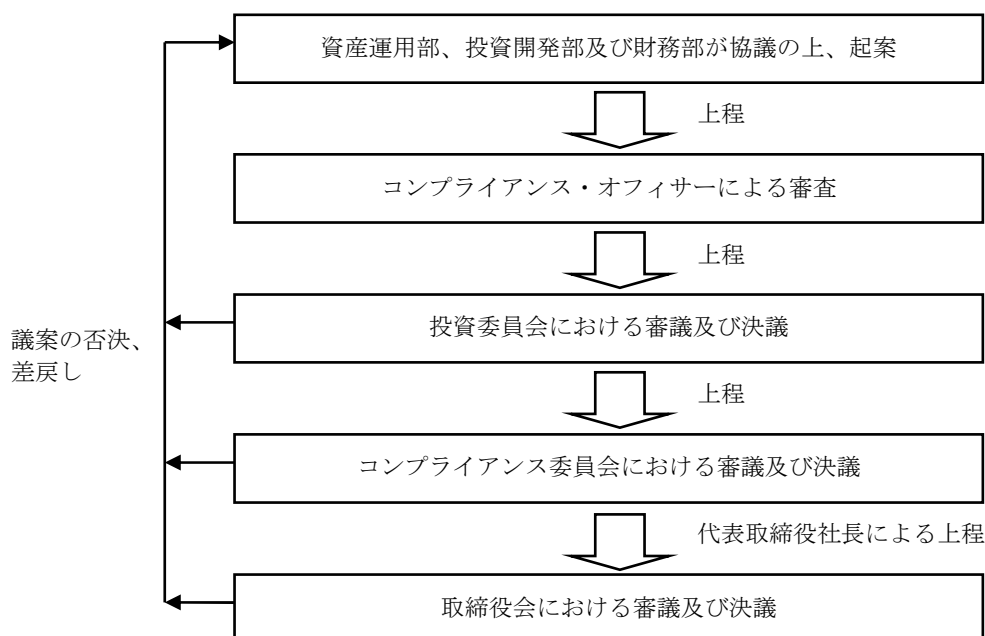 資産運用部、投資開発部及び財務部が協議の上、起案
上程
コンプライアンス・オフィサーによる審査
上程
投資委員会における審議及び決議
議案の否決、
差戻し
上程
コンプライアンス委員会における審議及び決議
代表取締役社長による上程
取締役会における審議及び決議